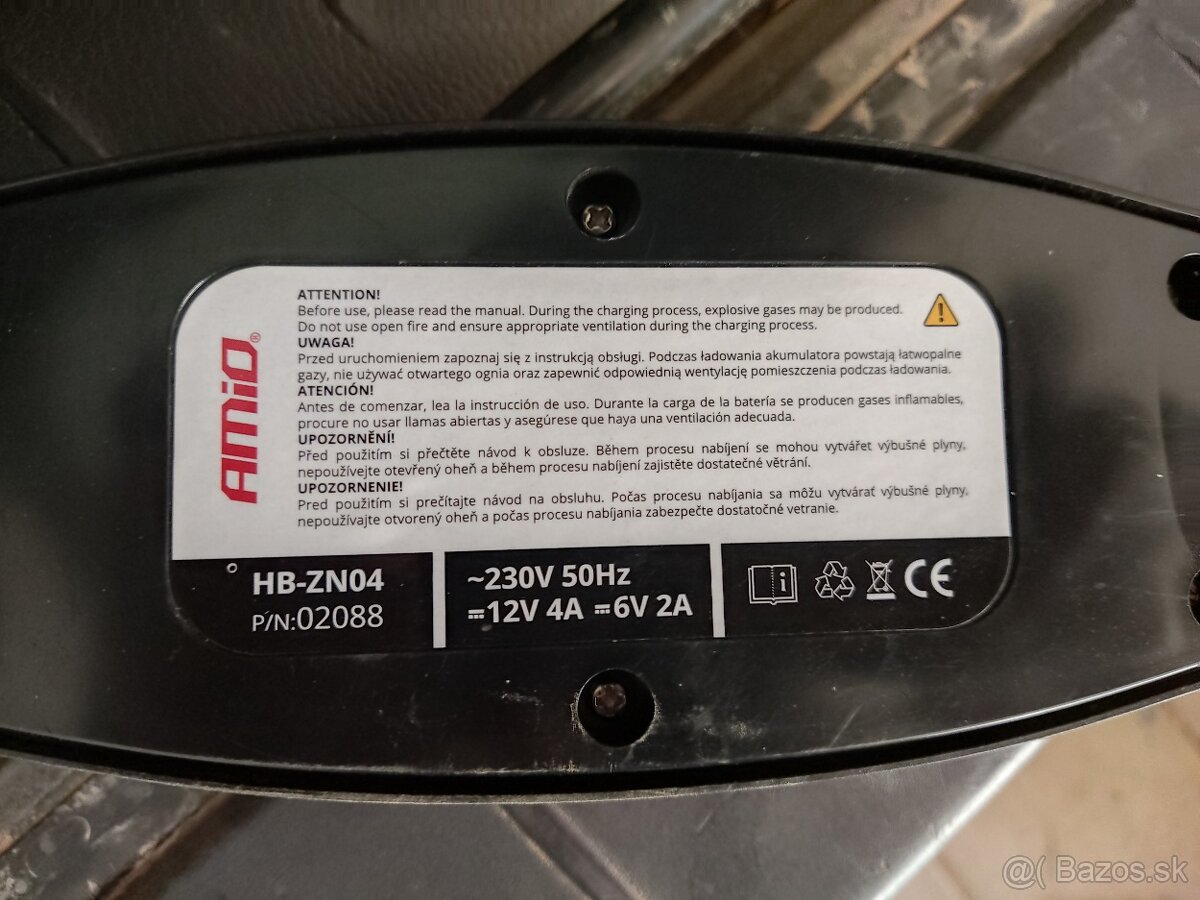 AMiO®
ATTENTION!
Before use, please read the manual. During the charging process, explosive gases may be produced.
Do not use open fire and ensure appropriate ventilation during the charging process.
UWAGA!
Przed uruchomieniem zapoznaj się z instrukcją obsługi. Podczas ładowania akumulatora powstają łatwopalne
gazy, nie używać otwartego ognia oraz zapewnić odpowiednią wentylację pomieszczenia podczas ładowania.
ATENCIÓN!
Antes de comenzar, lea la instrucción de uso. Durante la carga de la batería se producen gases inflamables,
procure no usar llamas abiertas y asegúrese que haya una ventilación adecuada.
UPOZORNĚNÍ!
Před použitím si přečtěte návod k obsluze. Během procesu nabíjení se mohou vytvářet výbušné plyny,
nepoužívejte otevřený oheň a během procesu nabíjení zajistěte dostatečné větrání.
UPOZORNENIE!
Pred použitím si prečítajte návod na obsluhu. Počas procesu nabíjania sa môžu vytvárať výbušné plyny,
nepoužívajte otvorený oheň a počas procesu nabíjania zabezpečte dostatočné vetranie.
HB-ZN04
P/N:02088
~230V 50Hz
⎓12V 4A ⎓6V 2A
CE
@( Bazos.sk